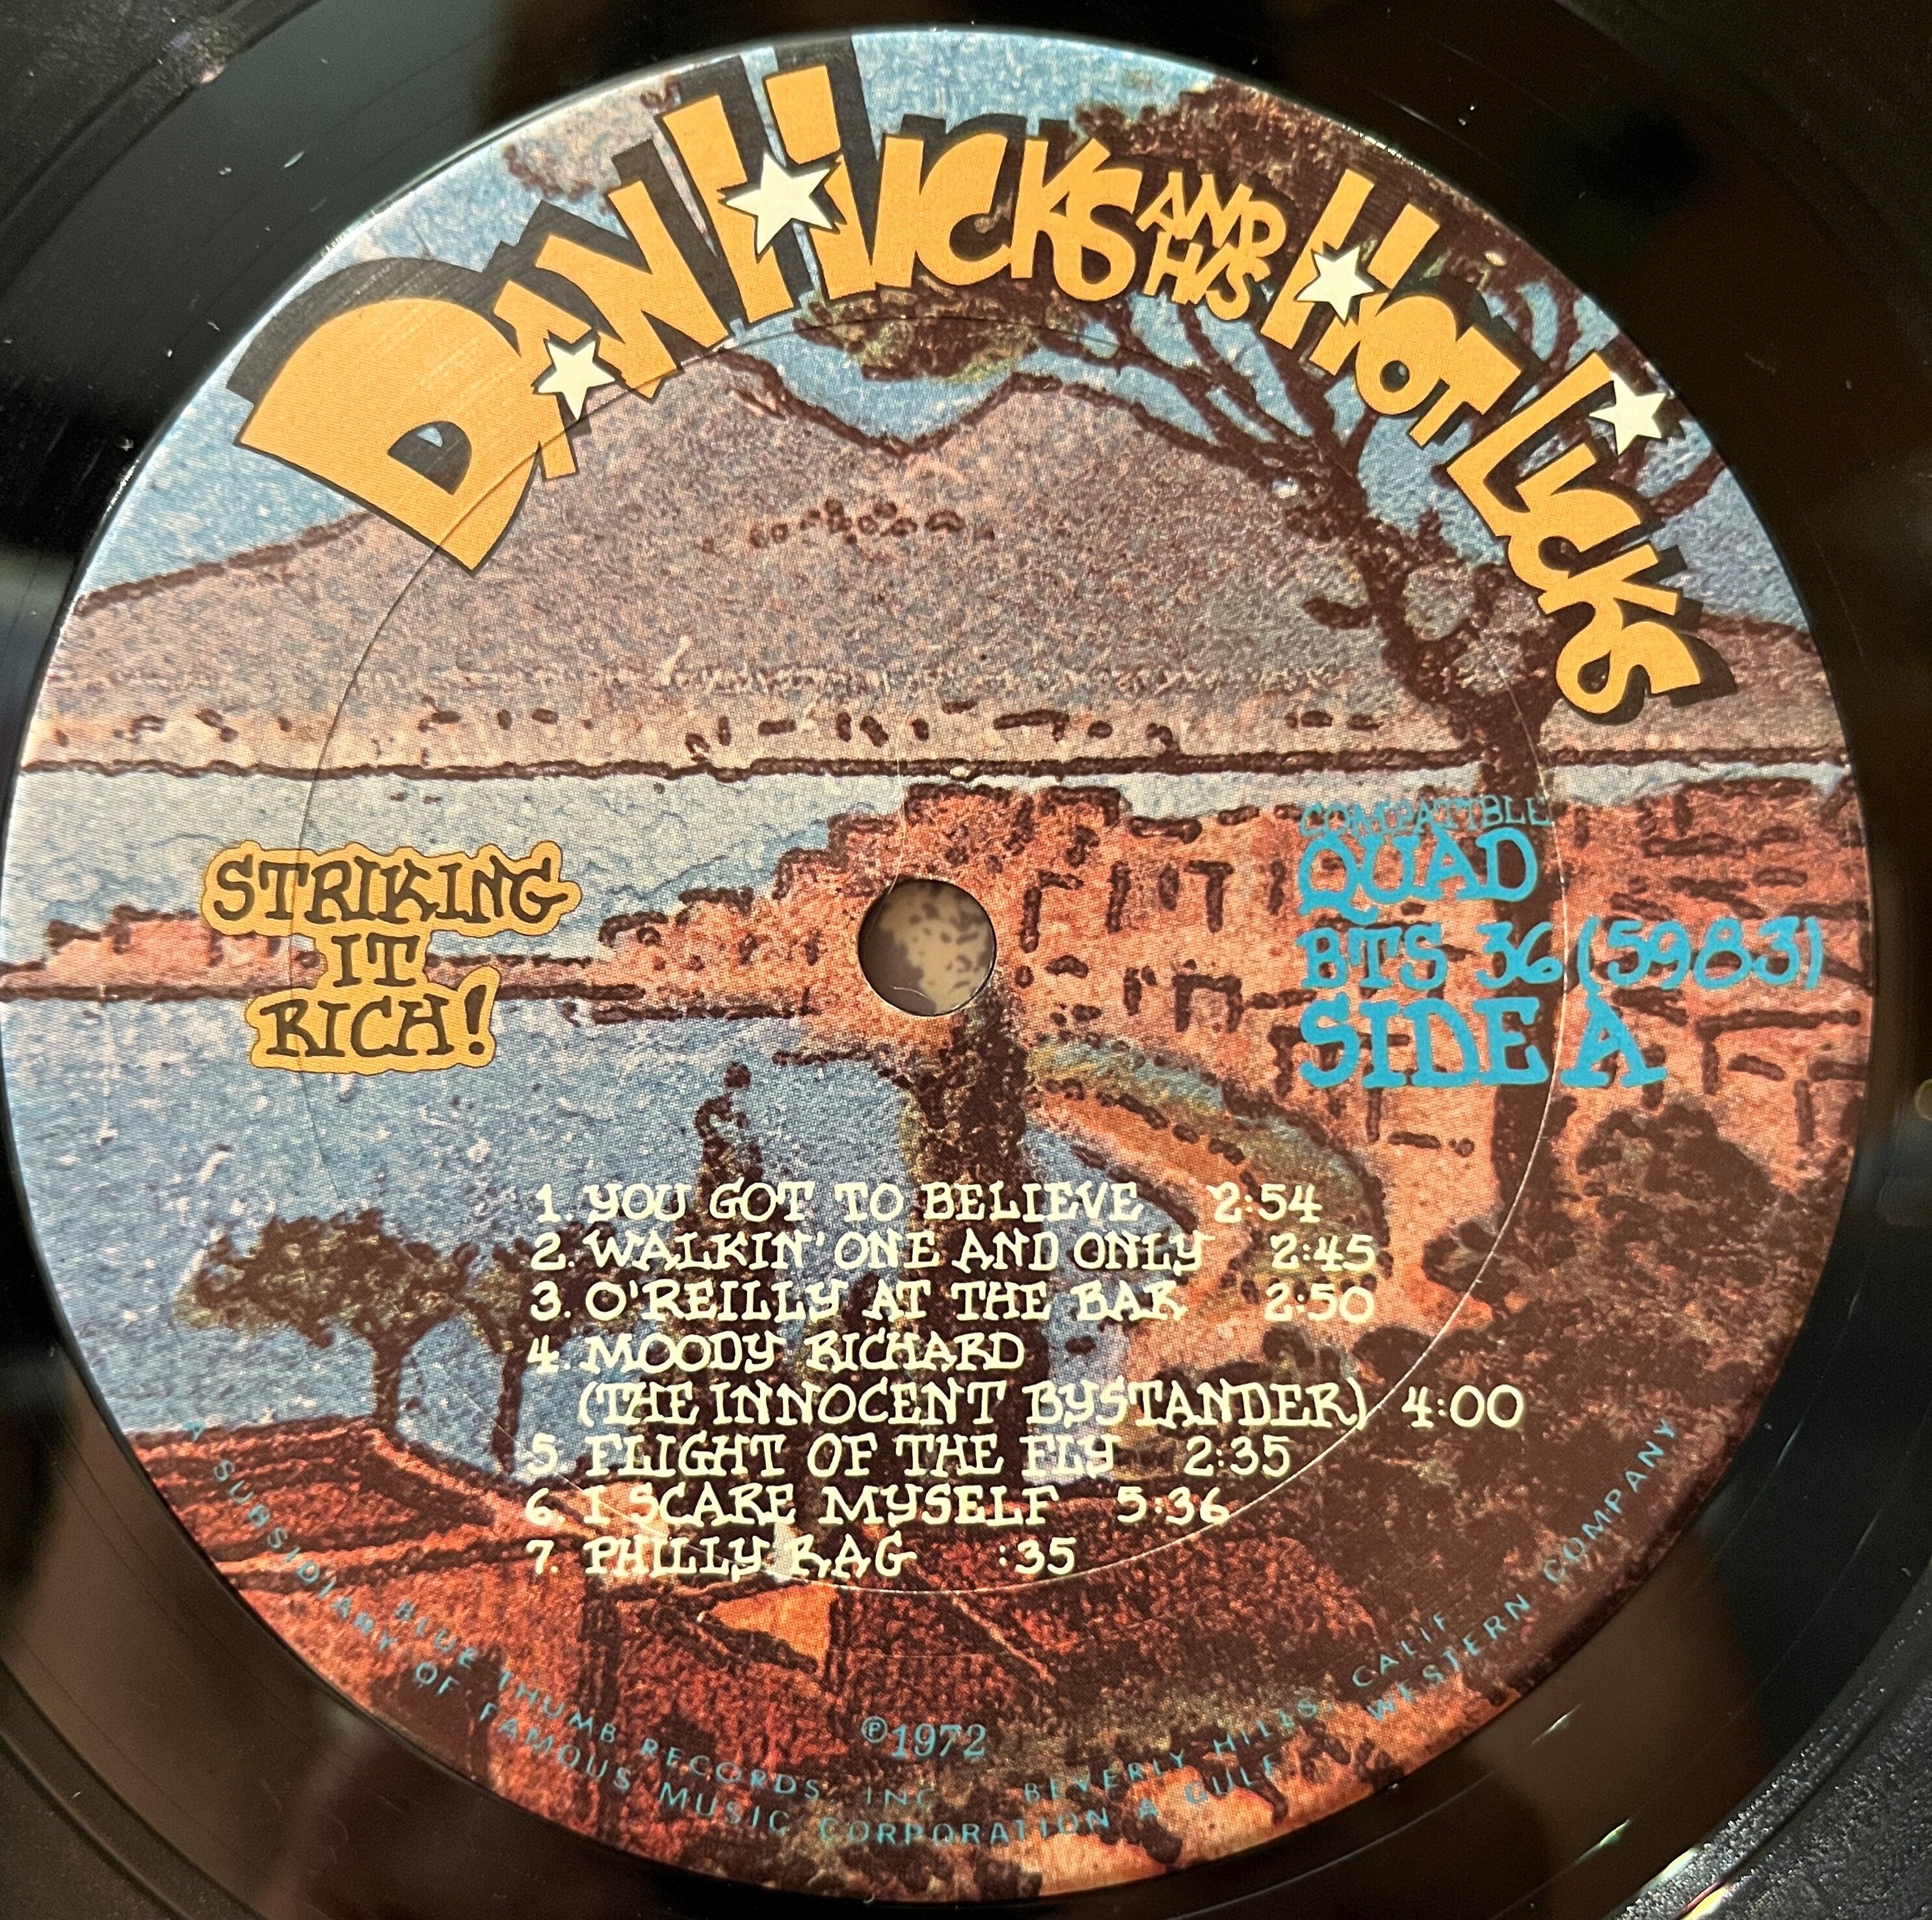 DAN HICKS AND HIS HOT LICKS
STRIKING
IT
RICH!
COMPATIBLE
QUAD
BTS 36 (5983)
SIDE A
1. YOU GOT TO BELIEVE 2:54
2. WALKIN' ONE AND ONLY 2:45
3. O'REILLY AT THE BAR 2:50
4. MOODY RICHARD
(THE INNOCENT BYSTANDER) 4:00
5. FLIGHT OF THE FLY 2:35
6. I SCARE MYSELF 5:36
7. PHILLY RAG :35
℗1972
BLUE THUMB RECORDS, INC. BEVERLY HILLS, CALIF
A SUBSIDIARY OF FAMOUS MUSIC CORPORATION A GULF + WESTERN COMPANY